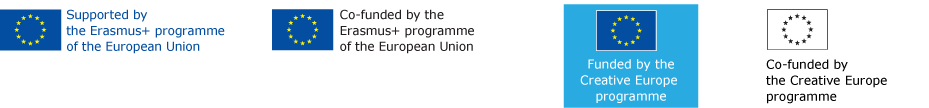 Supported by
the Erasmus+ programme
of the European Union
Co-funded by the
Erasmus+ programme
of the European Union
Funded by the
Creative Europe
programme
Co-funded by
the Creative Europe
programme